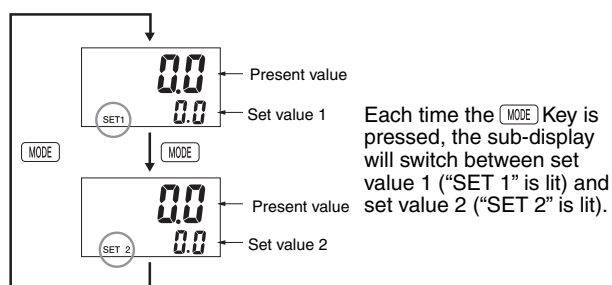 0.0
Present value
SET1
0.0
Set value 1
MODE
MODE
0.0
Present value
SET 2
0.0
Set value 2
Each time the MODE Key is
pressed, the sub-display
will switch between set
value 1 (“SET 1” is lit) and
set value 2 (“SET 2” is lit).